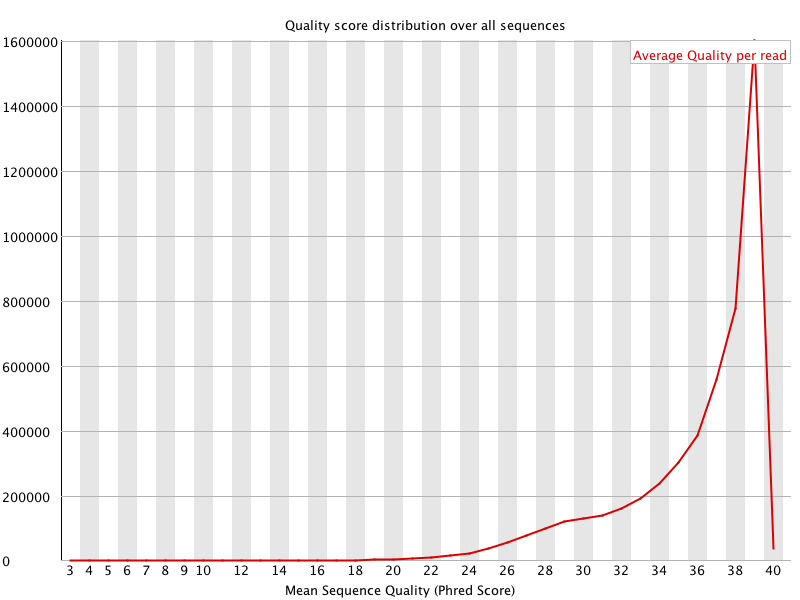 Quality score distribution over all sequences
1600000
Average Quality per read
1400000
1200000
1000000
800000
600000
400000
200000
0
3 4 5 6 7 8 9 10 12 14 16 18 20 22 24 26 28 30 32 34 36 38 40
Mean Sequence Quality (Phred Score)